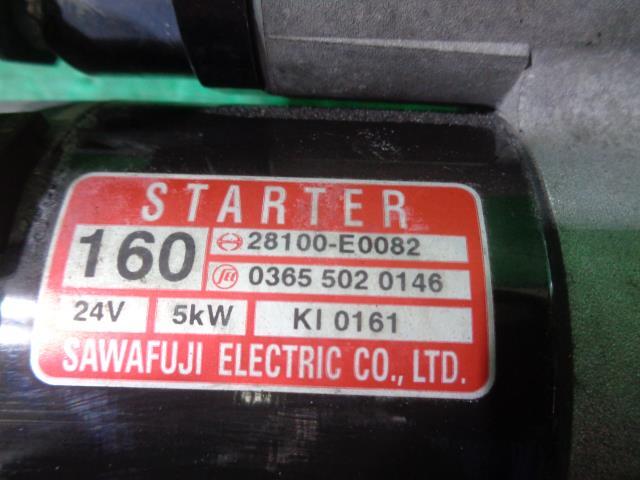 STARTER
160
28100-E0082
0365 502 0146
24V 5kW KI 0161
SAWAFUJI ELECTRIC CO., LTD.